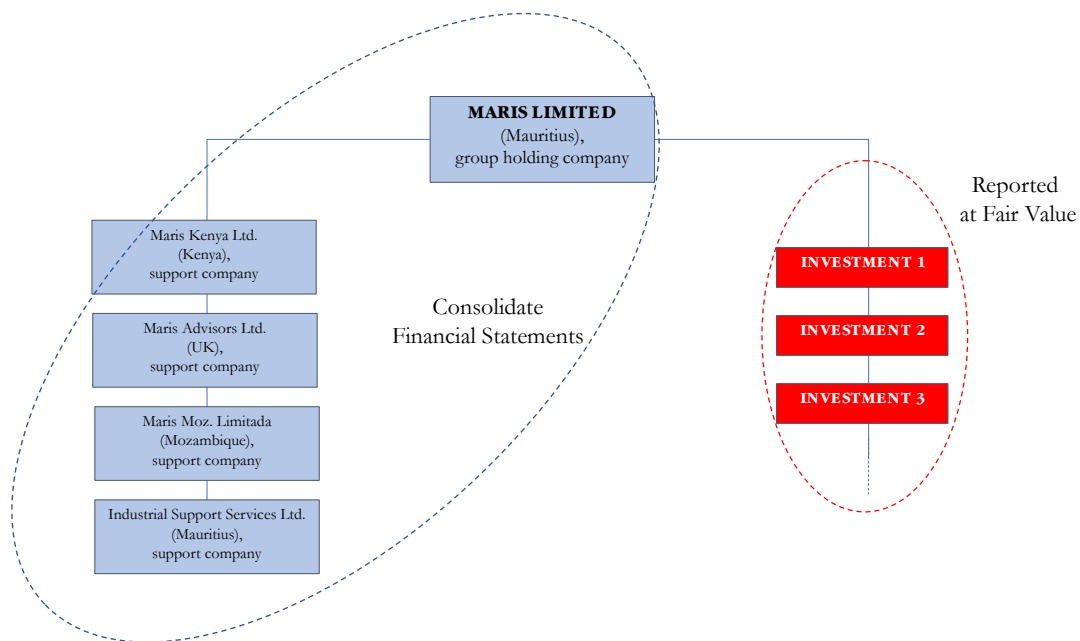 MARIS LIMITED
(Mauritius),
group holding company
Reported
at Fair Value
Maris Kenya Ltd.
(Kenya),
support company
INVESTMENT 1
Consolidate
Financial Statements
Maris Advisors Ltd.
(UK),
support company
INVESTMENT 2
Maris Moz. Limitada
(Mozambique),
support company
INVESTMENT 3
Industrial Support Services Ltd.
(Mauritius),
support company